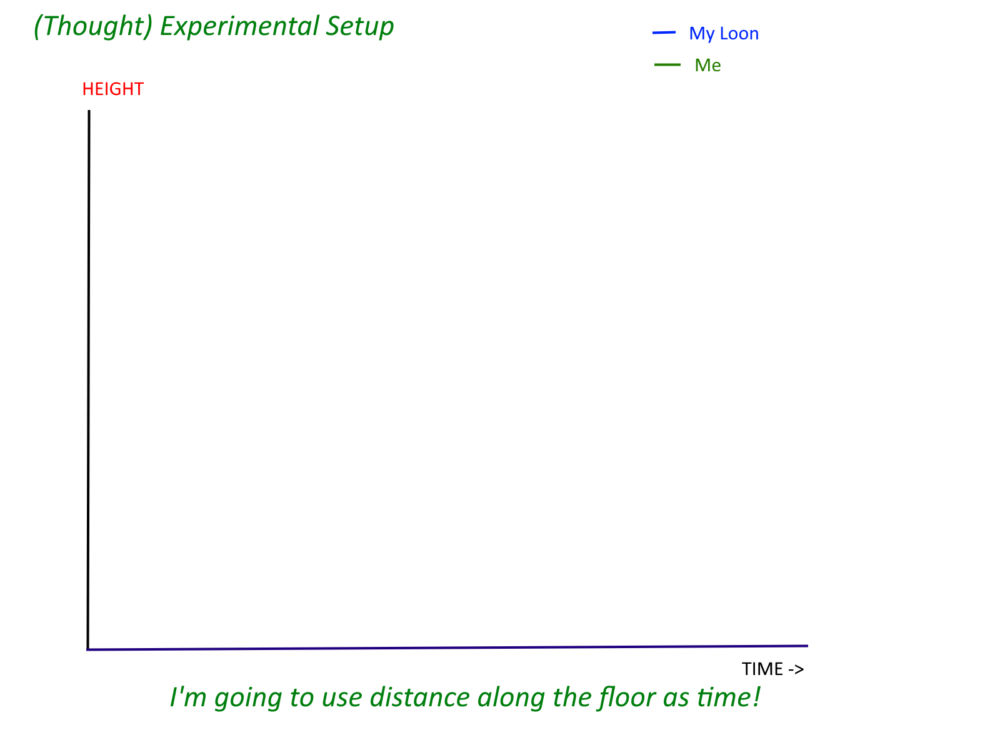 (Thought) Experimental Setup
My Loon
Me
HEIGHT
TIME ->
I'm going to use distance along the floor as time!